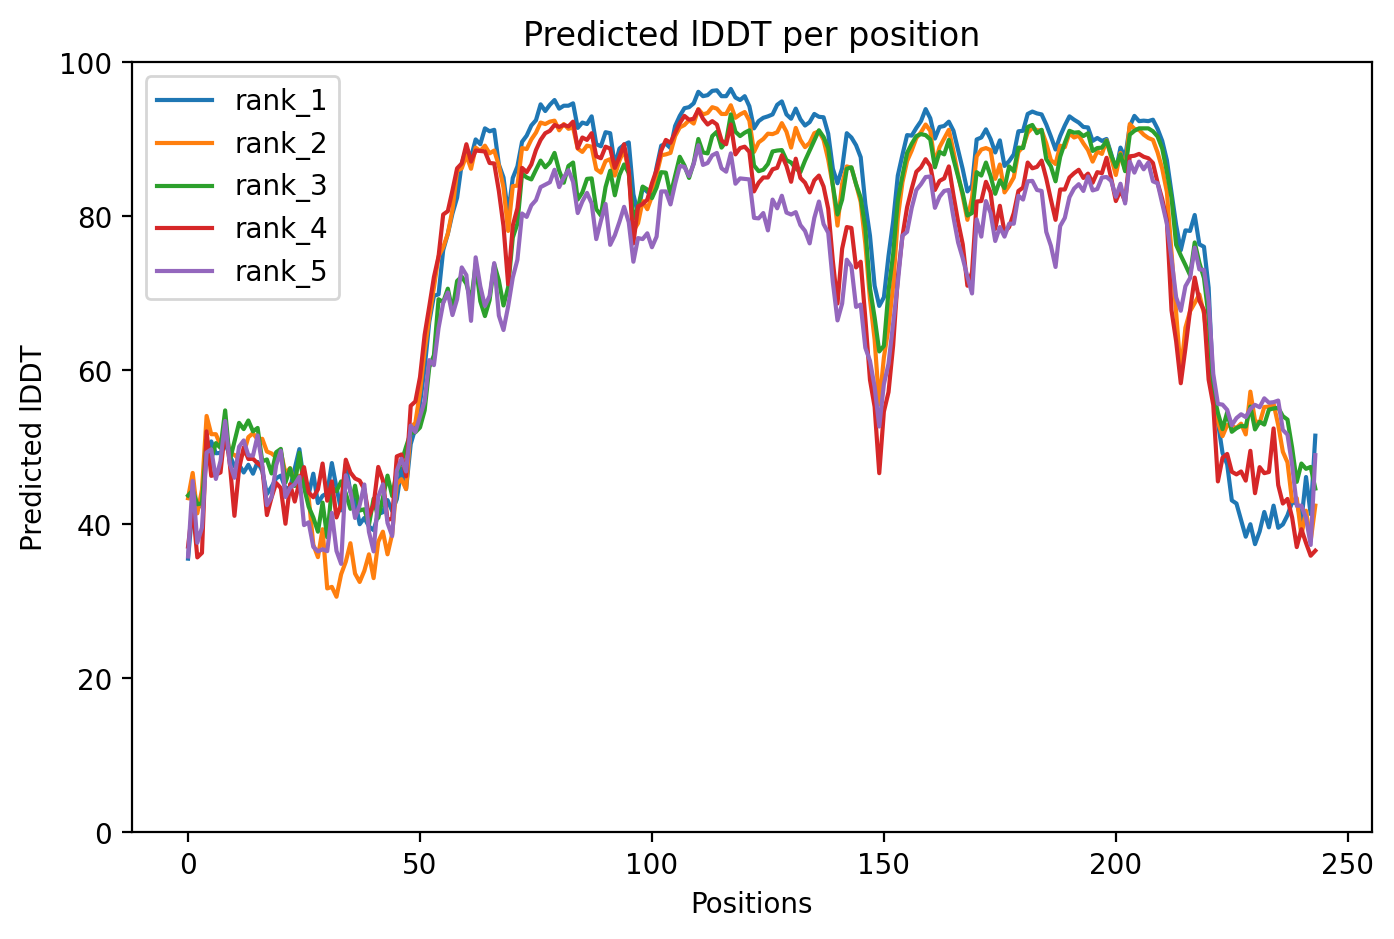 Predicted lDDT per position
100
80
60
40
20
0
Predicted lDDT
rank_1
rank_2
rank_3
rank_4
rank_5
0 50 100 150 200 250
Positions